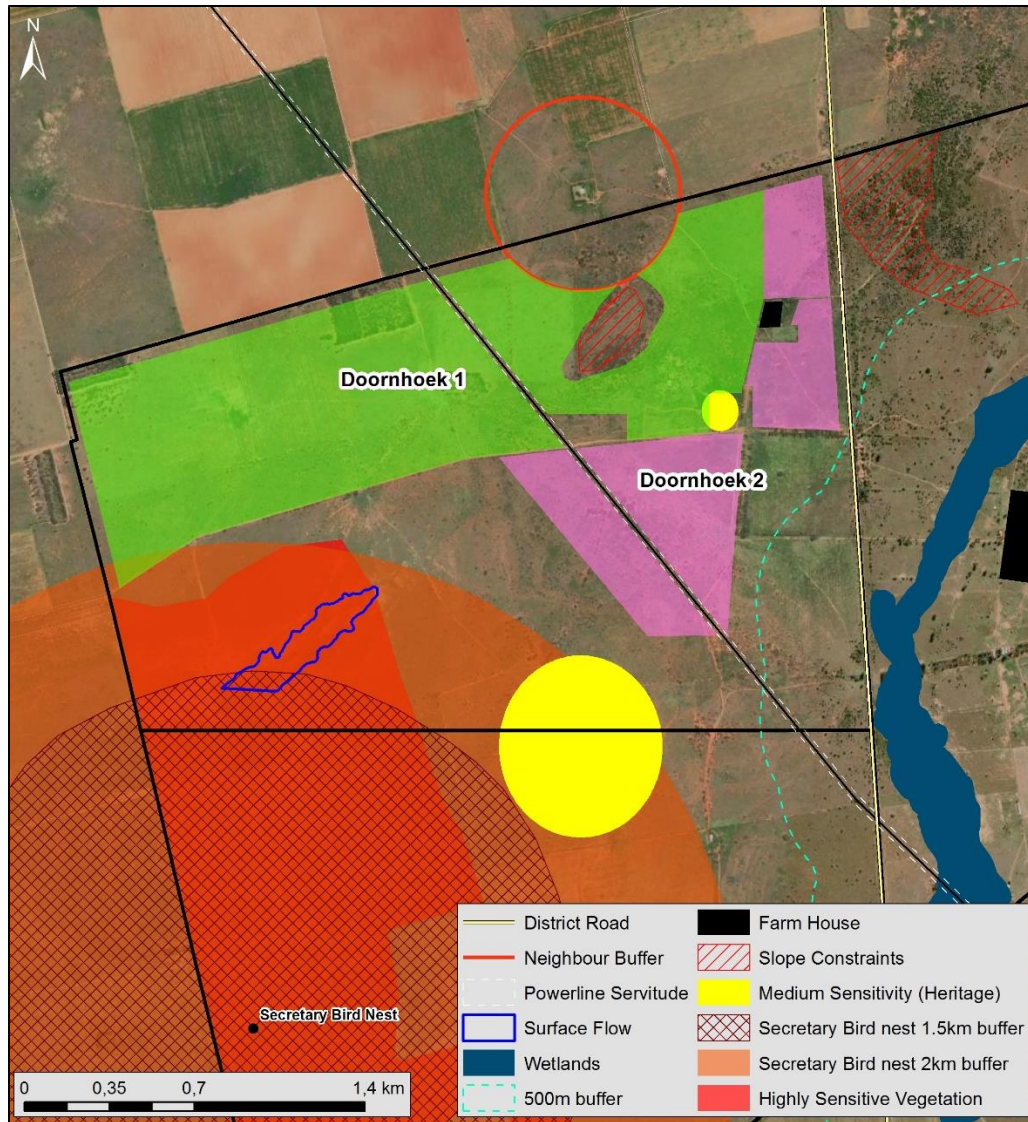 N
Doornhoek 1
Doornhoek 2
Secretary Bird Nest
0 0,35 0,7 1,4 km
District Road
Neighbour Buffer
Powerline Servitude
Surface Flow
Wetlands
500m buffer
Farm House
Slope Constraints
Medium Sensitivity (Heritage)
Secretary Bird nest 1.5km buffer
Secretary Bird nest 2km buffer
Highly Sensitive Vegetation